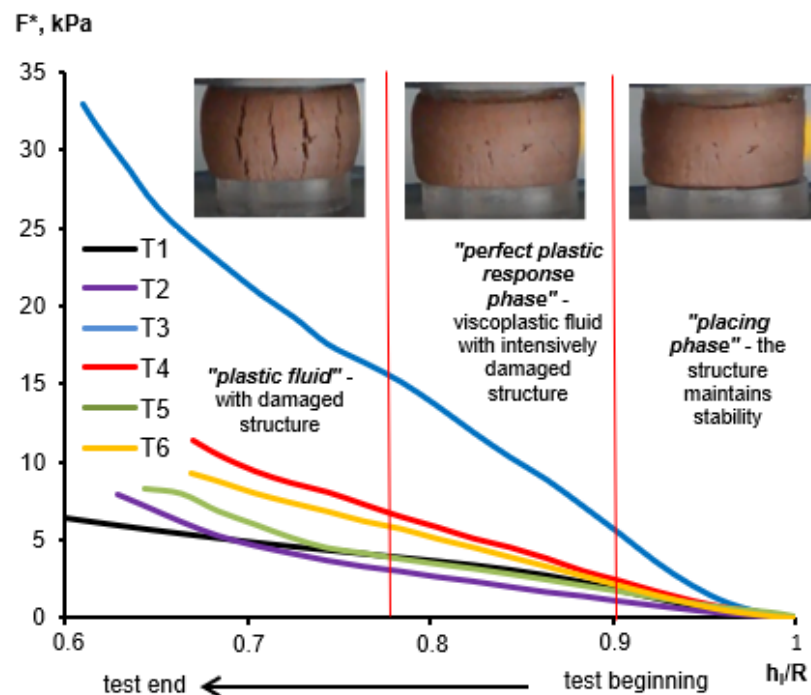 F*, kPa
35
30
25
20
15
10
5
0
T1
T2
T3
T4
T5
T6
"plastic fluid" -
with damaged
structure
"perfect plastic
response
phase" -
viscoplastic fluid
with intensively
damaged
structure
"placing
phase" - the
structure
maintains
stability
0.6
0.7
0.8
0.9
1
test end
test beginning
hᵢ/R